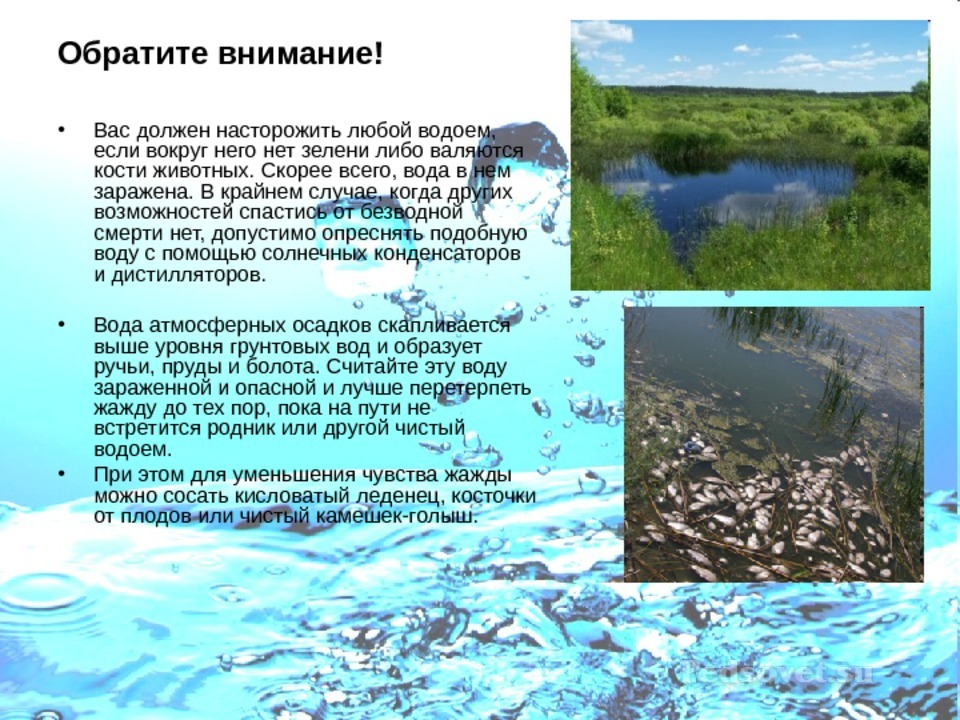 Обратите внимание!
• Вас должен насторожить любой водоем,
если вокруг него нет зелени либо валяются
кости животных. Скорее всего, вода в нем
заражена. В крайнем случае, когда других
возможностей спастись от безводной
смерти нет, допустимо опреснять подобную
воду с помощью солнечных конденсаторов
и дистилляторов.
• Вода атмосферных осадков скапливается
выше уровня грунтовых вод и образует
ручьи, пруды и болота. Считайте эту воду
зараженной и опасной и лучше перетерпеть
жажду до тех пор, пока на пути не
встретится родник или другой чистый
водоем.
• При этом для уменьшения чувства жажды
можно сосать кисловатый леденец, косточки
от плодов или чистый камешек-голыш.
Pedsovet.su